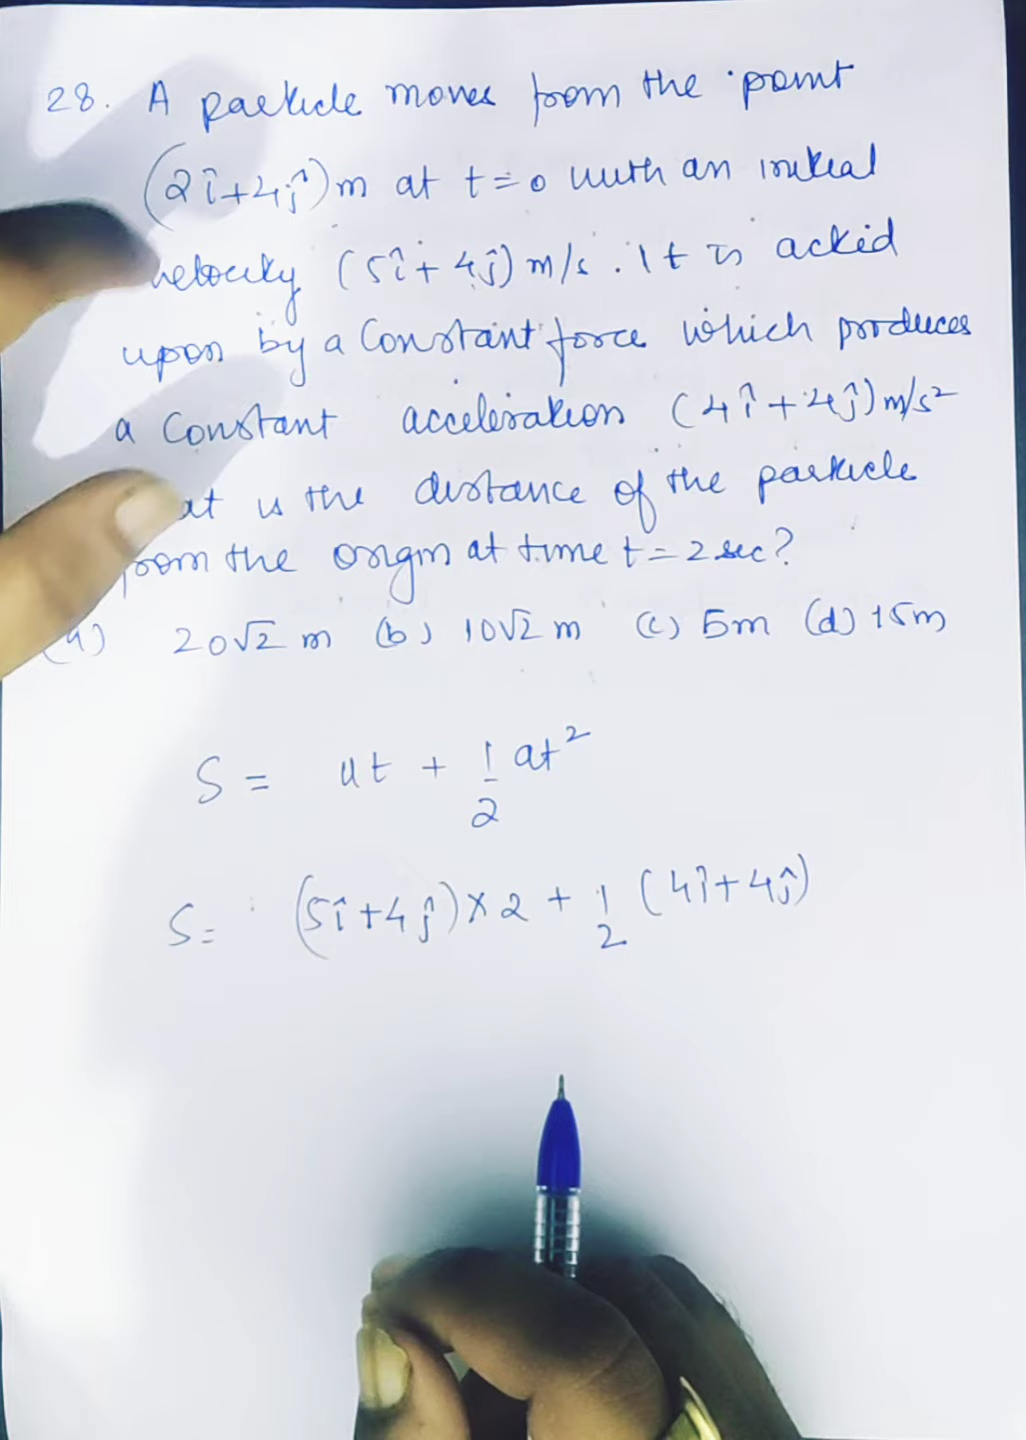 28. A particle moves from the point
(2î+4ĵ)m at t=0 with an initial
velocity (5î+4ĵ) m/s. It is acted
upon by a Constant force which produces
a Constant acceleration (4î+4ĵ) m/s²
at is the distance of the particle
from the origin at time t=2 sec?
(a) 20√2 m (b) 10√2 m (c) 5m (d) 15m
S = ut + 1/2 at²
S= (5î+4ĵ)×2 + 1/2 (4î+4ĵ)